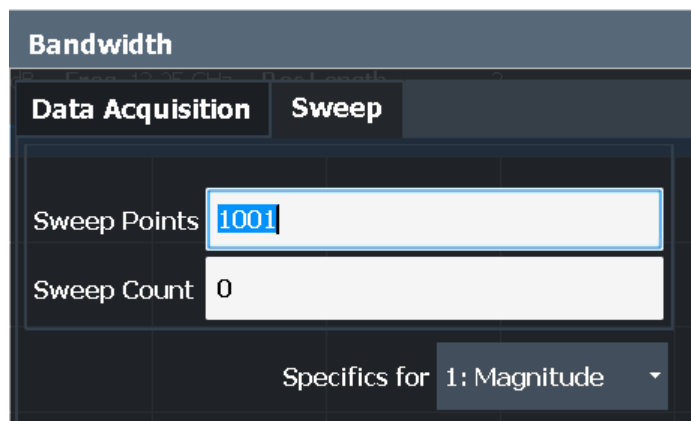 Bandwidth
Data Acquisition Sweep
Sweep Points 1001
Sweep Count 0
Specifics for 1: Magnitude